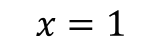 x = 1